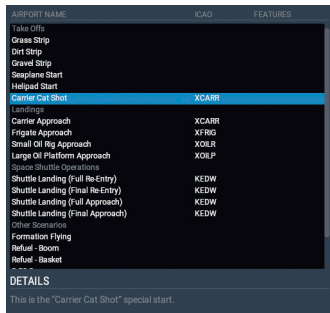 AIRPORT NAME ICAO FEATURES
Take Offs
Grass Strip
Dirt Strip
Gravel Strip
Seaplane Start
Helipad Start
Carrier Cat Shot XCARR
Landings
Carrier Approach XCARR
Frigate Approach XFRIG
Small Oil Rig Approach XOILR
Large Oil Platform Approach XOILP
Space Shuttle Operations
Shuttle Landing (Full Re-Entry) KEDW
Shuttle Landing (Final Re-Entry) KEDW
Shuttle Landing (Full Approach) KEDW
Shuttle Landing (Final Approach) KEDW
Other Scenarios
Formation Flying
Refuel - Boom
Refuel - Basket
DETAILS
This is the "Carrier Cat Shot" special start.